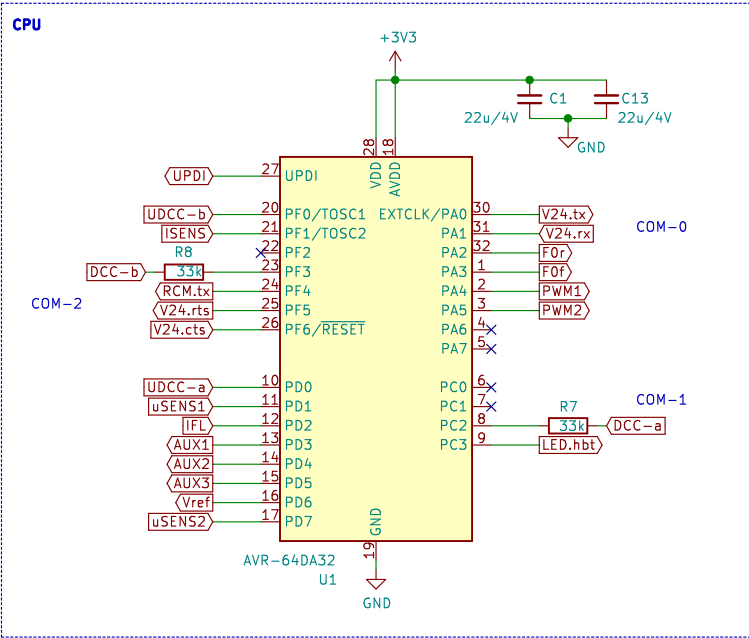 CPU
+3V3
C1
22u/4V
C13
22u/4V
GND
28
18
VDD
AVDD
UPDI 27 UPDI
UDCC-b 20 PF0/TOSC1
ISENS 21 PF1/TOSC2
22 PF2
R8
DCC-b 33k 23 PF3
RCM.tx 24 PF4
V24.rts 25 PF5
V24.cts 26 PF6/RESET
COM-2
UDCC-a 10 PD0
uSENS1 11 PD1
IFL 12 PD2
AUX1 13 PD3
AUX2 14 PD4
AUX3 15 PD5
Vref 16 PD6
uSENS2 17 PD7
EXTCLK/PA0 30 V24.tx
PA1 31 V24.rx
PA2 32 F0r
PA3 1 F0f
PA4 2 PWM1
PA5 3 PWM2
PA6 4
PA7 5
COM-0
PC0 6
PC1 7
COM-1
R7
PC2 8 33k DCC-a
PC3 9 LED.hbt
GND
19
AVR-64DA32
U1
GND